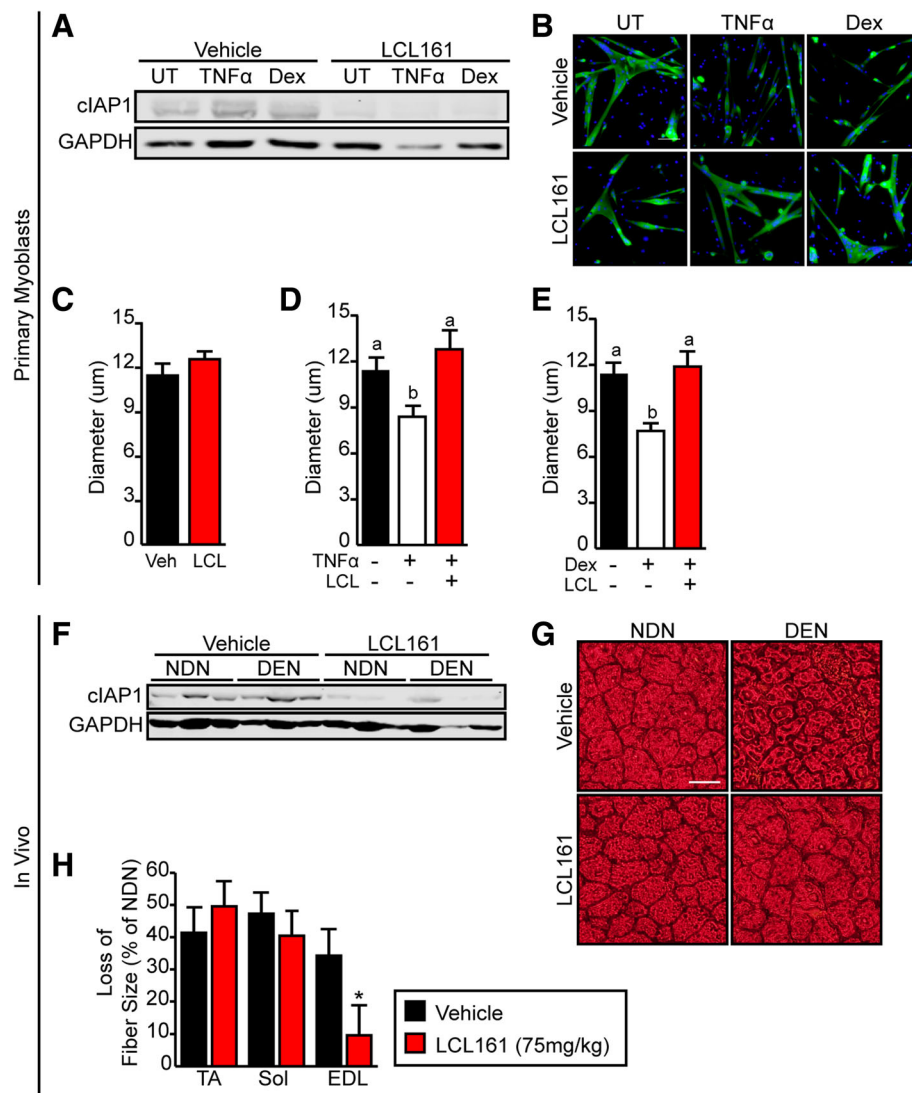 Primary Myoblasts
A
Vehicle LCL161
UT TNFα Dex UT TNFα Dex
cIAP1
GAPDH
B
UT TNFα Dex
Vehicle
LCL161
C
Diameter (um)
15
12
9
6
3
0
Veh LCL
D
Diameter (um)
15
12
9
6
3
0
a
b
a
TNFα - + +
LCL - - +
E
Diameter (um)
15
12
9
6
3
0
a
b
a
Dex - + +
LCL - - +
In Vivo
F
Vehicle LCL161
NDN DEN NDN DEN
cIAP1
GAPDH
G
NDN DEN
Vehicle
LCL161
H
Loss of
Fiber Size (% of NDN)
60
50
40
30
20
10
0
*
TA Sol EDL
Vehicle
LCL161 (75mg/kg)